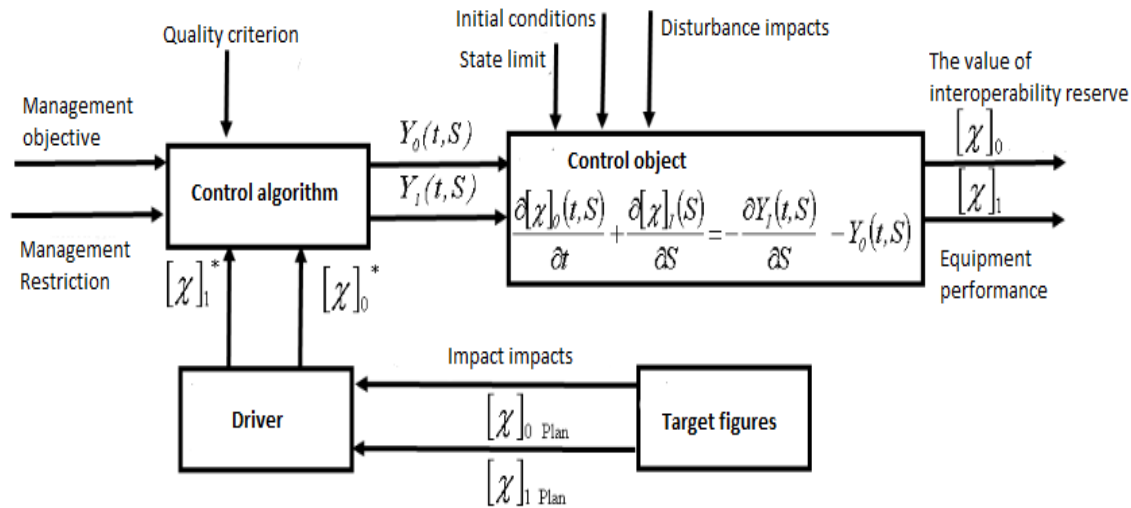 Quality criterion
Initial conditions
State limit
Disturbance impacts
The value of
interoperability reserve
Management
objective
Control algorithm
Y₀(t,S)
Y₁(t,S)
Control object
∂[χ]₀(t,S)/∂t + ∂[χ]₁(S)/∂S = -∂Y₁(t,S)/∂S - Y₀(t,S)
[χ]₀
[χ]₁
Management
Restriction
[χ]₁*
[χ]₀*
Equipment
performance
Impact impacts
Driver
[χ]₀ Plan
Target figures
[χ]₁ Plan